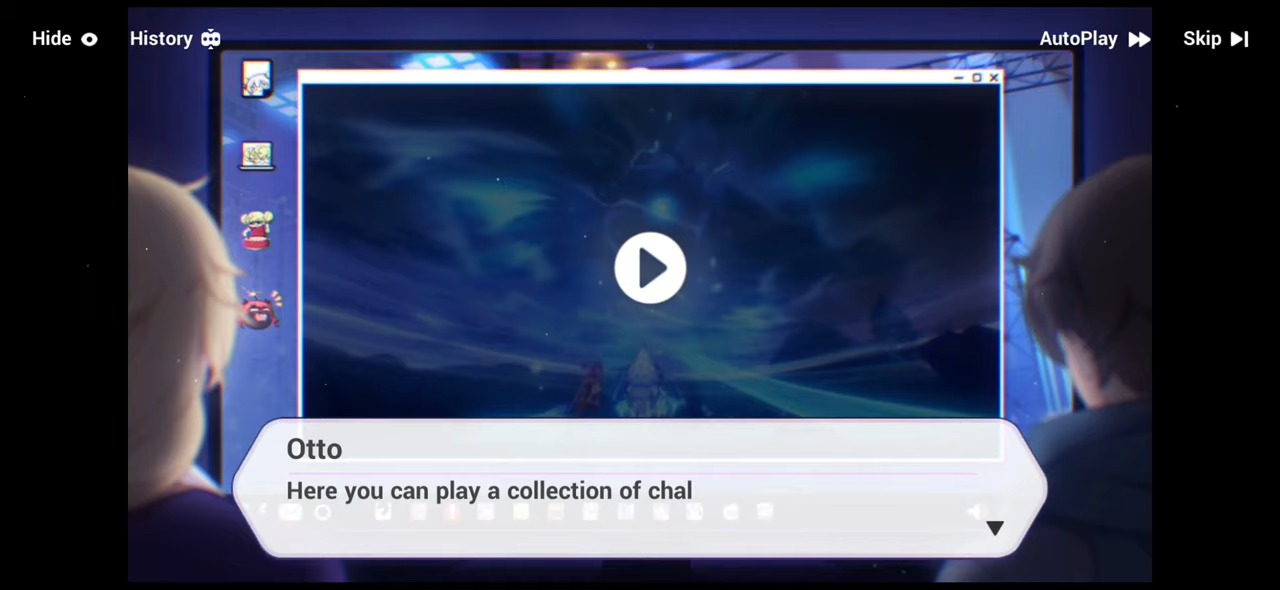 Hide
History
AutoPlay
Skip
Otto
Here you can play a collection of chal